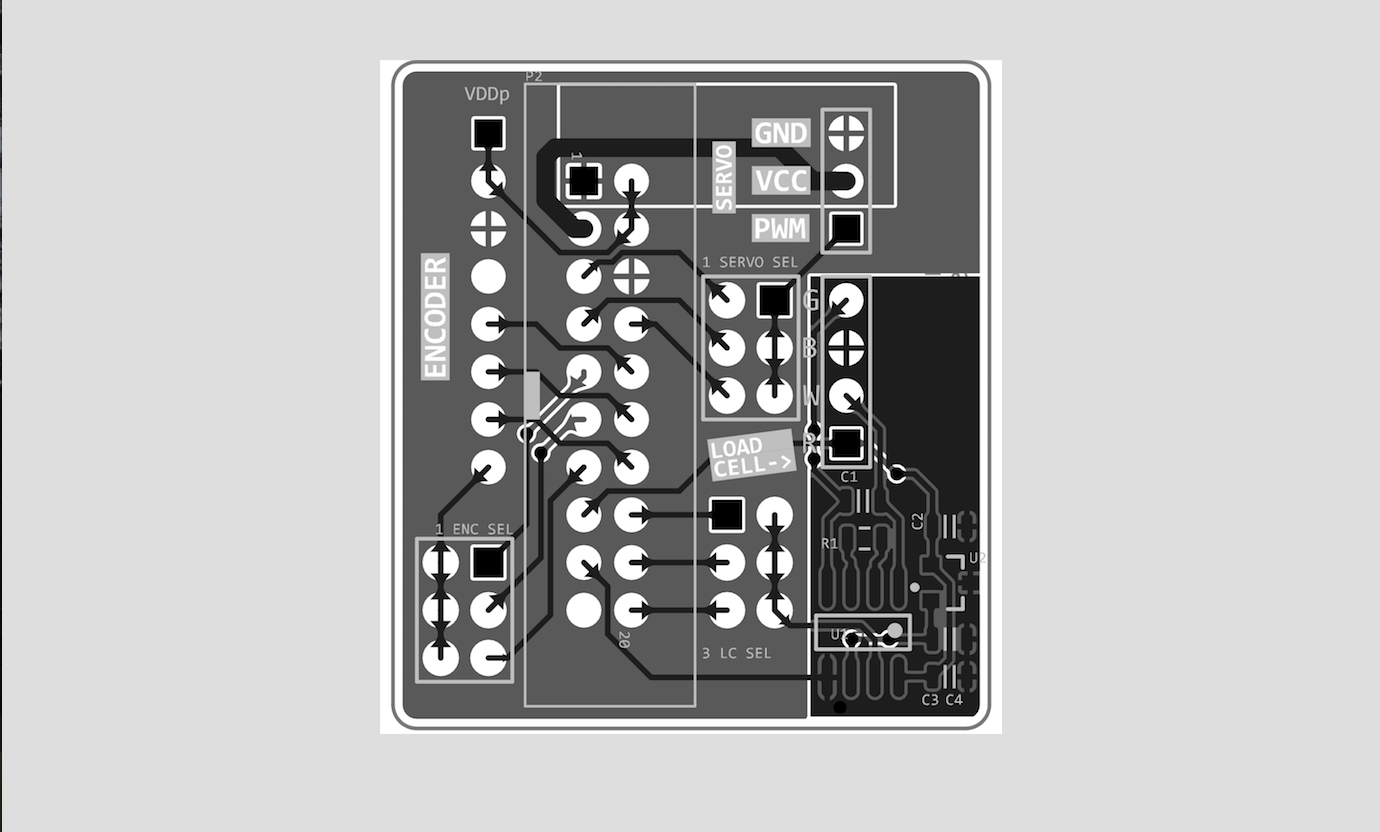 P2
VDDp
GND
1
SERVO
VCC
PWM
1 SERVO SEL
ENCODER
G
B
W
R
LOAD
CELL->
C1
C2
1 ENC SEL
R1
U2
20
U1
3 LC SEL
C3 C4